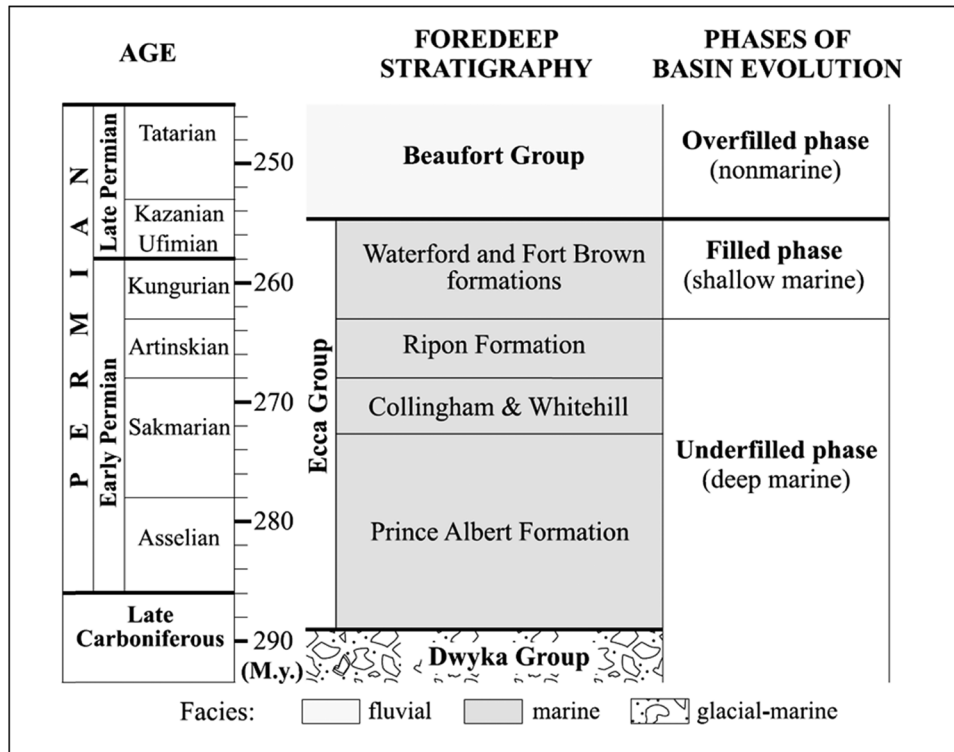 AGE
FOREDEEP
STRATIGRAPHY
PHASES OF
BASIN EVOLUTION
PERMIAN
Late Permian
Early Permian
Tatarian
Kazanian
Ufimian
Kungurian
Artinskian
Sakmarian
Asselian
Late
Carboniferous
250
260
270
280
290
(M.y.)
Beaufort Group
Ecca Group
Waterford and Fort Brown
formations
Ripon Formation
Collingham & Whitehill
Prince Albert Formation
Dwyka Group
Overfilled phase
(nonmarine)
Filled phase
(shallow marine)
Underfilled phase
(deep marine)
Facies: fluvial marine glacial-marine